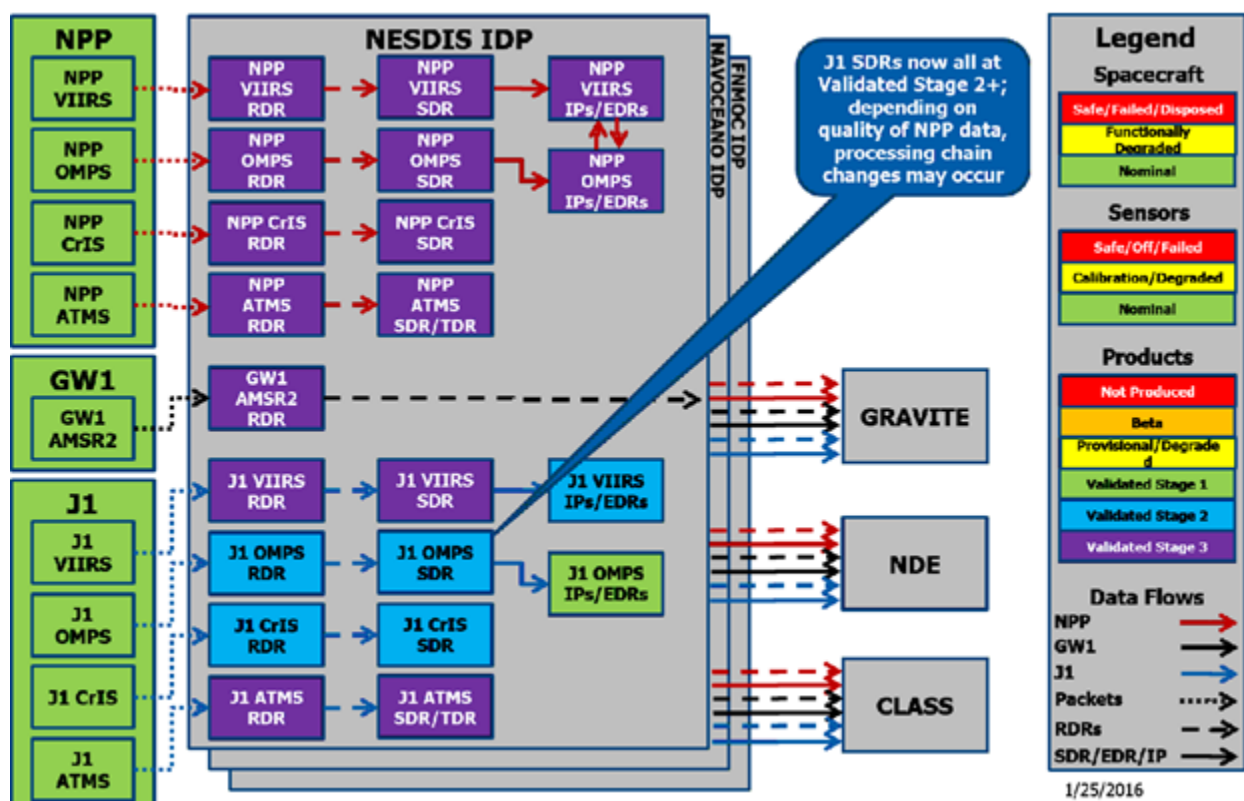 NPP
NPP
VIIRS
NPP
OMPS
NPP
CrIS
NPP
ATMS
GW1
GW1
AMSR2
J1
J1
VIIRS
J1
OMPS
J1 CrIS
J1
ATMS
NESDIS IDP
NAVOCEANO IDP
FNMOC IDP
NPP
VIIRS
RDR
NPP
VIIRS
SDR
NPP
VIIRS
IPs/EDRs
NPP
OMPS
RDR
NPP
OMPS
SDR
NPP
OMPS
IPs/EDRs
NPP CrIS
RDR
NPP CrIS
SDR
NPP
ATMS
RDR
NPP
ATMS
SDR/TDR
GW1
AMSR2
RDR
J1 VIIRS
RDR
J1 VIIRS
SDR
J1 VIIRS
IPs/EDRs
J1 OMPS
RDR
J1 OMPS
SDR
J1 OMPS
IPs/EDRs
J1 CrIS
RDR
J1 CrIS
SDR
J1 ATMS
RDR
J1 ATMS
SDR/TDR
J1 SDRs now all at
Validated Stage 2+;
depending on
quality of NPP data,
processing chain
changes may occur
GRAVITE
NDE
CLASS
Legend
Spacecraft
Safe/Failed/Disposed
Functionally
Degraded
Nominal
Sensors
Safe/Off/Failed
Calibration/Degraded
Nominal
Products
Not Produced
Beta
Provisional/Degrade
d
Validated Stage 1
Validated Stage 2
Validated Stage 3
Data Flows
NPP
GW1
J1
Packets
RDRs
SDR/EDR/IP
1/25/2016